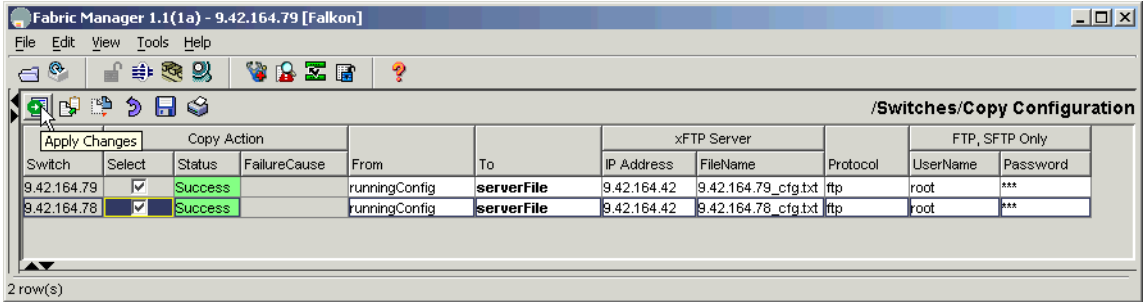 Fabric Manager 1.1(1a) - 9.42.164.79 [Falkon]
File Edit View Tools Help
/Switches/Copy Configuration
Apply Changes
Copy Action xFTP Server FTP, SFTP Only
Switch Select Status FailureCause From To IP Address FileName Protocol UserName Password
9.42.164.79 Success runningConfig serverFile 9.42.164.42 9.42.164.79_cfg.txt ftp root ***
9.42.164.78 Success runningConfig serverFile 9.42.164.42 9.42.164.78_cfg.txt ftp root ***
2 row(s)